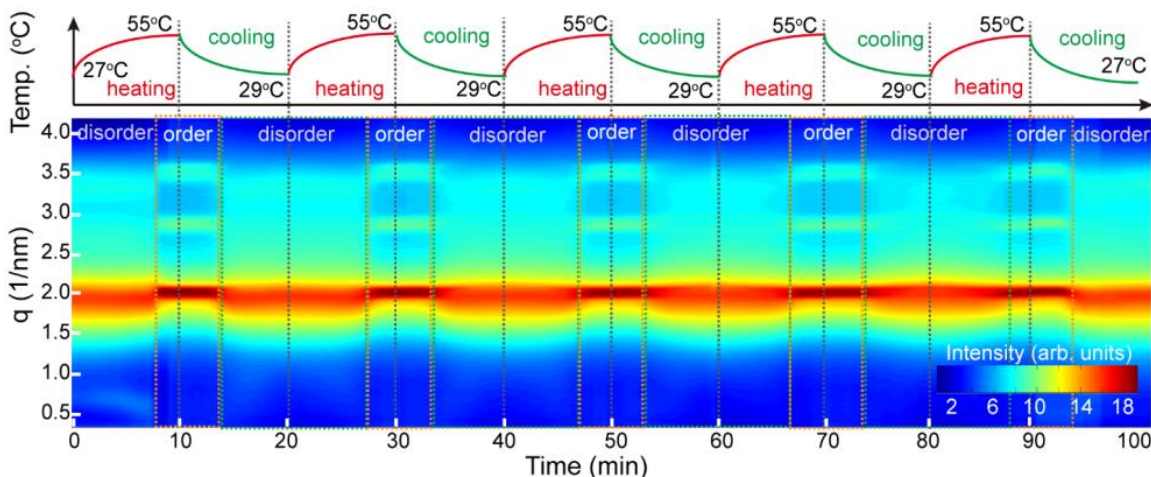 Temp. (°C)
55°C 55°C 55°C 55°C 55°C
cooling cooling cooling cooling cooling
27°C 27°C
heating 29°C heating 29°C heating 29°C heating 29°C heating
disorder order disorder order disorder order disorder order disorder order disorder
q (1/nm)
4.0
3.5
3.0
2.5
2.0
1.5
1.0
0.5
Intensity (arb. units)
2 6 10 14 18
0 10 20 30 40 50 60 70 80 90 100
Time (min)